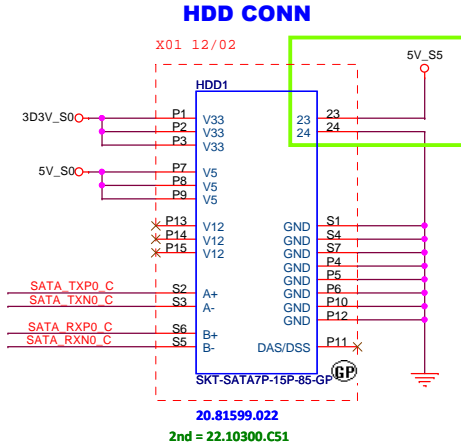 HDD CONN
X01 12/02
5V_S5
HDD1
3D3V_S0 P1 V33 23 23
P2 V33 24 24
P3 V33
5V_S0 P7 V5
P8 V5
P9 V5
P13 V12 GND S1
P14 V12 GND S4
P15 V12 GND S7
GND P4
GND P5
SATA_TXP0_C S2 A+ GND P6
SATA_TXN0_C S3 A- GND P10
GND P12
SATA_RXP0_C S6 B+
SATA_RXN0_C S5 B- DAS/DSS P11
SKT-SATA7P-15P-85-GP
GP
20.81599.022
2nd = 22.10300.C51